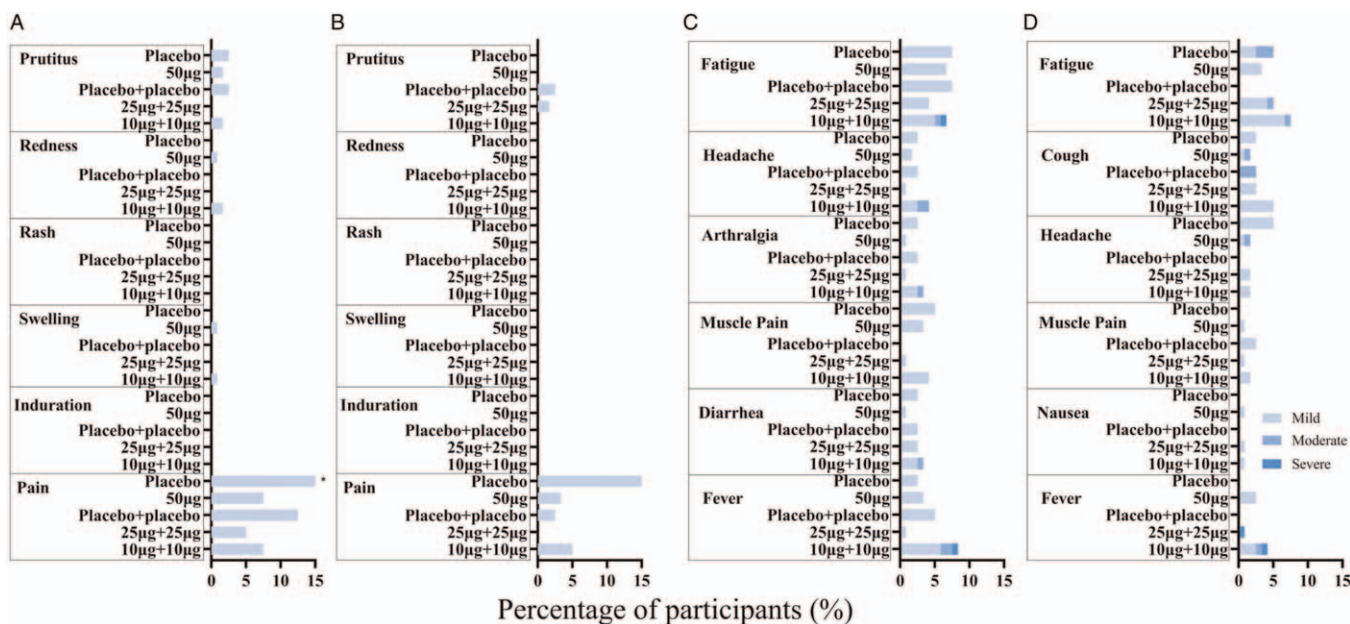 A
Prutitus
Placebo
50μg
Placebo+placebo
25μg+25μg
10μg+10μg
Redness
Placebo
50μg
Placebo+placebo
25μg+25μg
10μg+10μg
Rash
Placebo
50μg
Placebo+placebo
25μg+25μg
10μg+10μg
Swelling
Placebo
50μg
Placebo+placebo
25μg+25μg
10μg+10μg
Induration
Placebo
50μg
Placebo+placebo
25μg+25μg
10μg+10μg
Pain
Placebo
*
50μg
Placebo+placebo
25μg+25μg
10μg+10μg
0 5 10 15
B
Prutitus
Placebo
50μg
Placebo+placebo
25μg+25μg
10μg+10μg
Redness
Placebo
50μg
Placebo+placebo
25μg+25μg
10μg+10μg
Rash
Placebo
50μg
Placebo+placebo
25μg+25μg
10μg+10μg
Swelling
Placebo
50μg
Placebo+placebo
25μg+25μg
10μg+10μg
Induration
Placebo
50μg
Placebo+placebo
25μg+25μg
10μg+10μg
Pain
Placebo
50μg
Placebo+placebo
25μg+25μg
10μg+10μg
0 5 10 15
C
Fatigue
Placebo
50μg
Placebo+placebo
25μg+25μg
10μg+10μg
Headache
Placebo
50μg
Placebo+placebo
25μg+25μg
10μg+10μg
Arthralgia
Placebo
50μg
Placebo+placebo
25μg+25μg
10μg+10μg
Muscle Pain
Placebo
50μg
Placebo+placebo
25μg+25μg
10μg+10μg
Diarrhea
Placebo
50μg
Placebo+placebo
25μg+25μg
10μg+10μg
Fever
Placebo
50μg
Placebo+placebo
25μg+25μg
10μg+10μg
0 5 10 15
D
Fatigue
Placebo
50μg
Placebo+placebo
25μg+25μg
10μg+10μg
Cough
Placebo
50μg
Placebo+placebo
25μg+25μg
10μg+10μg
Headache
Placebo
50μg
Placebo+placebo
25μg+25μg
10μg+10μg
Muscle Pain
Placebo
50μg
Placebo+placebo
25μg+25μg
10μg+10μg
Nausea
Placebo
50μg
Placebo+placebo
25μg+25μg
10μg+10μg
Fever
Placebo
50μg
Placebo+placebo
25μg+25μg
10μg+10μg
0 5 10 15
Mild
Moderate
Severe
Percentage of participants (%)